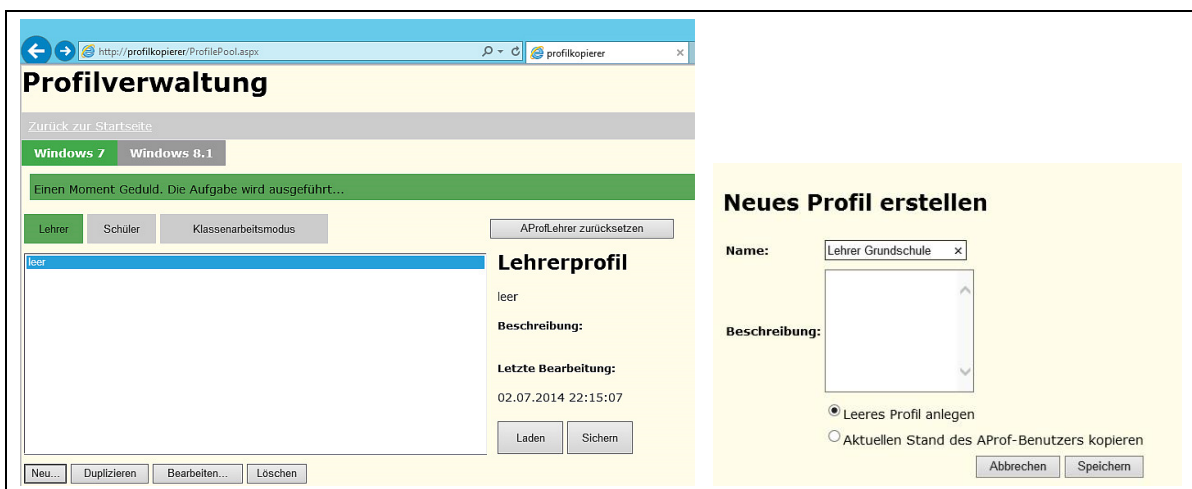 http://profilkopierer/ProfilePool.aspx
profilkopierer
Profilverwaltung
Zurück zur Startseite
Windows 7 Windows 8.1
Einen Moment Geduld. Die Aufgabe wird ausgeführt...
Lehrer Schüler Klassenarbeitsmodus AProfLehrer zurücksetzen
leer
Lehrerprofil
leer
Beschreibung:
Letzte Bearbeitung:
02.07.2014 22:15:07
Laden Sichern
Neu... Duplizieren Bearbeiten... Löschen
Neues Profil erstellen
Name: Lehrer Grundschule
Beschreibung:
Leeres Profil anlegen
Aktuellen Stand des AProf-Benutzers kopieren
Abbrechen Speichern